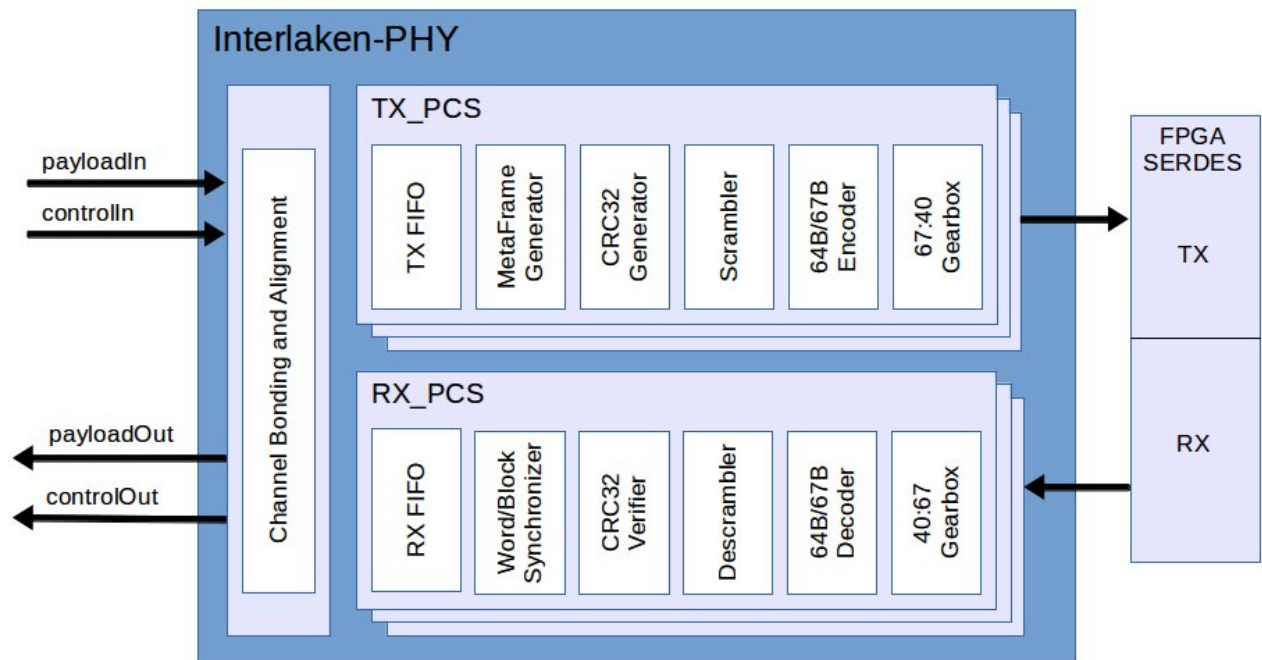 Interlaken-PHY
payloadIn
controlIn
payloadOut
controlOut
Channel Bonding and Alignment
TX_PCS
TX FIFO
MetaFrame
Generator
CRC32
Generator
Scrambler
64B/67B
Encoder
67:40
Gearbox
RX_PCS
RX FIFO
Word/Block
Synchronizer
CRC32
Verifier
Descrambler
64B/67B
Decoder
40:67
Gearbox
FPGA
SERDES
TX
RX